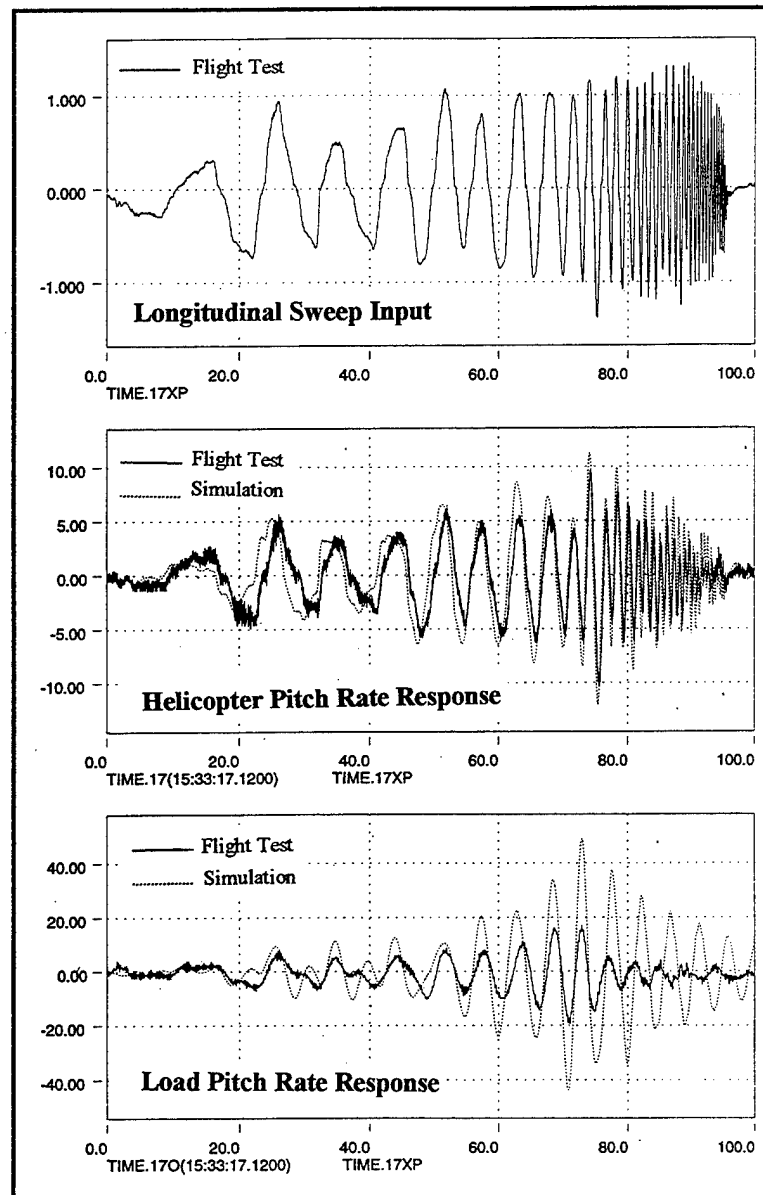 Flight Test
1.000
0.000
-1.000
Longitudinal Sweep Input
0.0 20.0 40.0 60.0 80.0 100.0
TIME.17XP
Flight Test
Simulation
10.00
5.00
0.00
-5.00
-10.00
Helicopter Pitch Rate Response
0.0 20.0 40.0 60.0 80.0 100.0
TIME.17(15:33:17.1200) TIME.17XP
Flight Test
Simulation
40.00
20.00
0.00
-20.00
-40.00
Load Pitch Rate Response
0.0 20.0 40.0 60.0 80.0 100.0
TIME.17O(15:33:17.1200) TIME.17XP